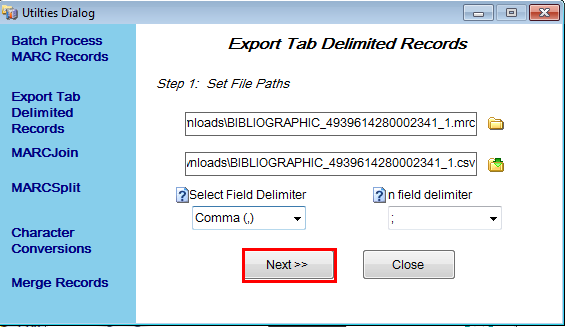 Utilties Dialog
Batch Process
MARC Records
Export Tab
Delimited
Records
MARCJoin
MARCSplit
Character
Conversions
Merge Records
Export Tab Delimited Records
Step 1: Set File Paths
nloads\BIBLIOGRAPHIC_4939614280002341_1.mrc
vnloads\BIBLIOGRAPHIC_4939614280002341_1.csv
? Select Field Delimiter ? n field delimiter
Comma (,) ;
Next >> Close